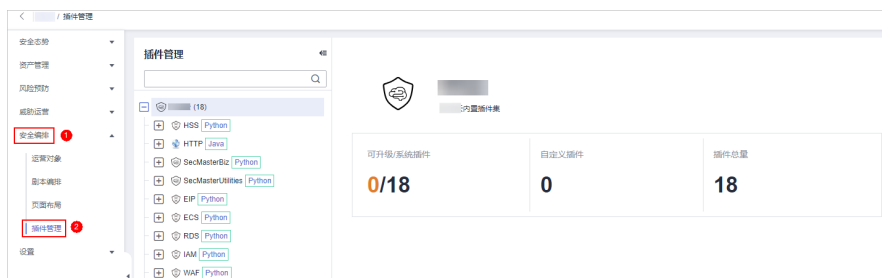 / 插件管理
安全态势
资产管理
风险预防
威胁运营
安全编排 1
运营对象
剧本编排
页面布局
插件管理 2
设置
插件管理
(18)
HSS Python
HTTP Java
SecMasterBiz Python
SecMasterUtilities Python
EIP Python
ECS Python
RDS Python
IAM Python
WAF Python
内置插件集
可升级/系统插件
0/18
自定义插件
0
插件总量
18